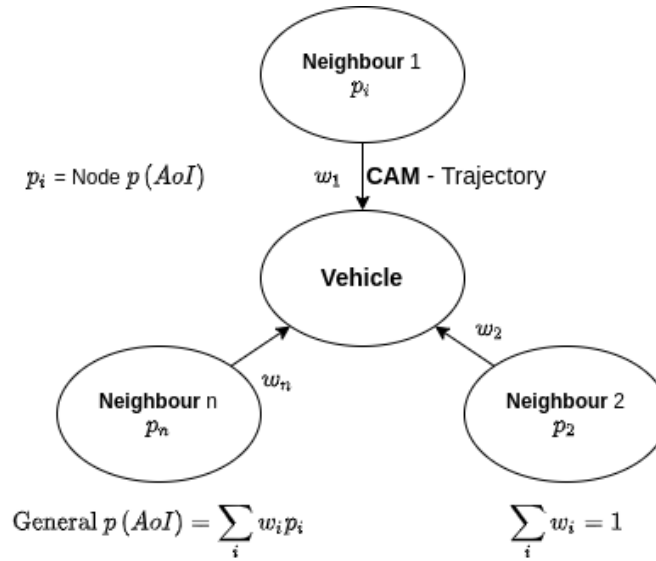 Neighbour 1
p_i
p_i = Node p (AoI)
w_1 CAM - Trajectory
Vehicle
w_2
w_n
Neighbour n
p_n
Neighbour 2
p_2
General p (AoI) = ∑_i w_i p_i
∑_i w_i = 1